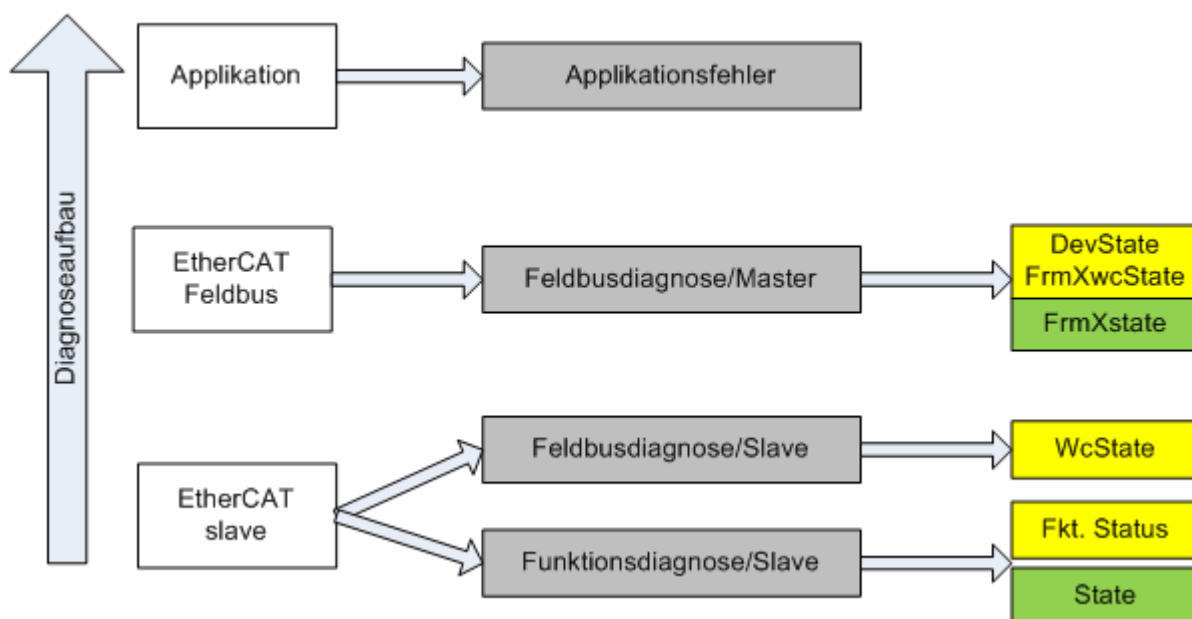 Diagnoseaufbau
Applikation
Applikationsfehler
EtherCAT
Feldbus
Feldbusdiagnose/Master
DevState
FrmXwcState
FrmXstate
EtherCAT
slave
Feldbusdiagnose/Slave
WcState
Funktionsdiagnose/Slave
Fkt. Status
State